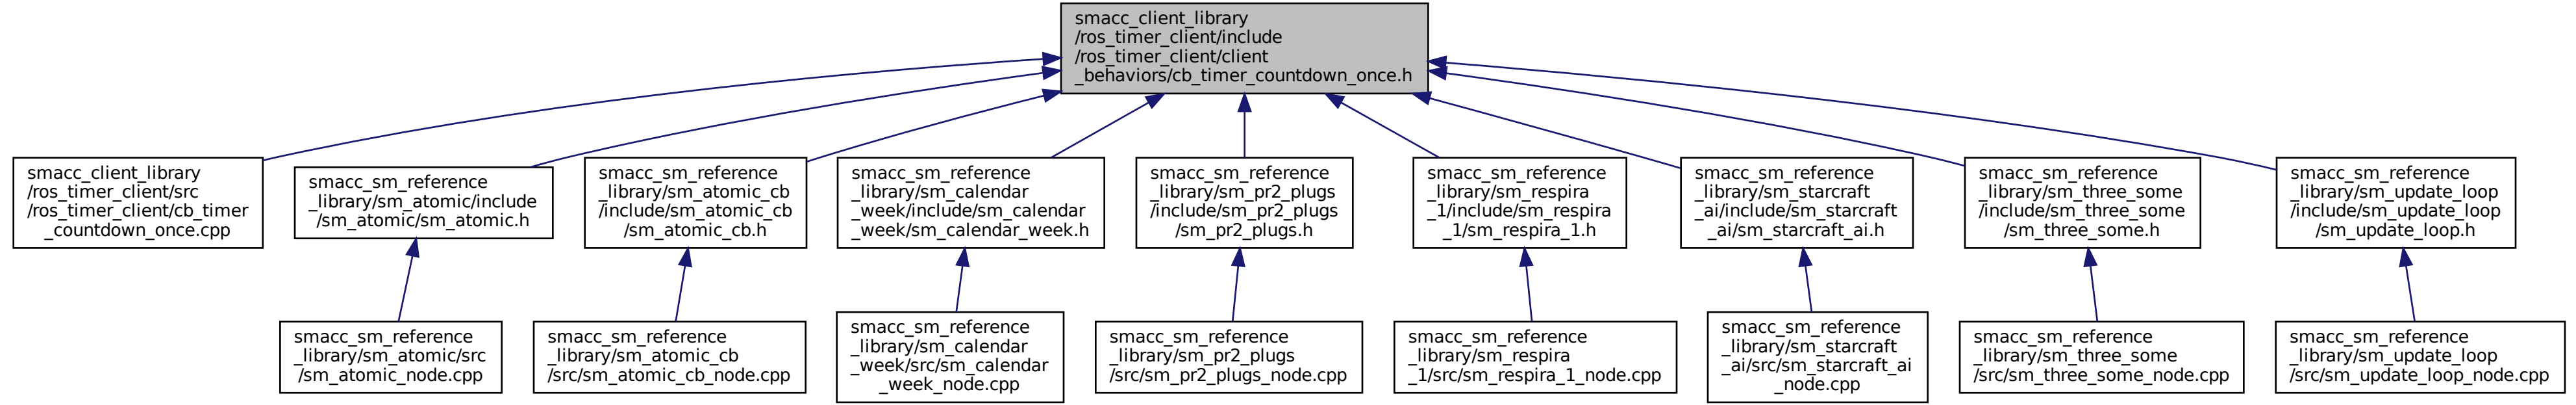 smacc_client_library
/ros_timer_client/include
/ros_timer_client/client
_behaviors/cb_timer_countdown_once.h
smacc_client_library
/ros_timer_client/src
/ros_timer_client/cb_timer
_countdown_once.cpp
smacc_sm_reference
_library/sm_atomic/include
/sm_atomic/sm_atomic.h
smacc_sm_reference
_library/sm_atomic_cb
/include/sm_atomic_cb
/sm_atomic_cb.h
smacc_sm_reference
_library/sm_calendar
_week/include/sm_calendar
_week/sm_calendar_week.h
smacc_sm_reference
_library/sm_pr2_plugs
/include/sm_pr2_plugs
/sm_pr2_plugs.h
smacc_sm_reference
_library/sm_respira
_1/include/sm_respira
_1/sm_respira_1.h
smacc_sm_reference
_library/sm_starcraft
_ai/include/sm_starcraft
_ai/sm_starcraft_ai.h
smacc_sm_reference
_library/sm_three_some
/include/sm_three_some
/sm_three_some.h
smacc_sm_reference
_library/sm_update_loop
/include/sm_update_loop
/sm_update_loop.h
smacc_sm_reference
_library/sm_atomic/src
/sm_atomic_node.cpp
smacc_sm_reference
_library/sm_atomic_cb
/src/sm_atomic_cb_node.cpp
smacc_sm_reference
_library/sm_calendar
_week/src/sm_calendar
_week_node.cpp
smacc_sm_reference
_library/sm_pr2_plugs
/src/sm_pr2_plugs_node.cpp
smacc_sm_reference
_library/sm_respira
_1/src/sm_respira_1_node.cpp
smacc_sm_reference
_library/sm_starcraft
_ai/src/sm_starcraft_ai
_node.cpp
smacc_sm_reference
_library/sm_three_some
/src/sm_three_some_node.cpp
smacc_sm_reference
_library/sm_update_loop
/src/sm_update_loop_node.cpp